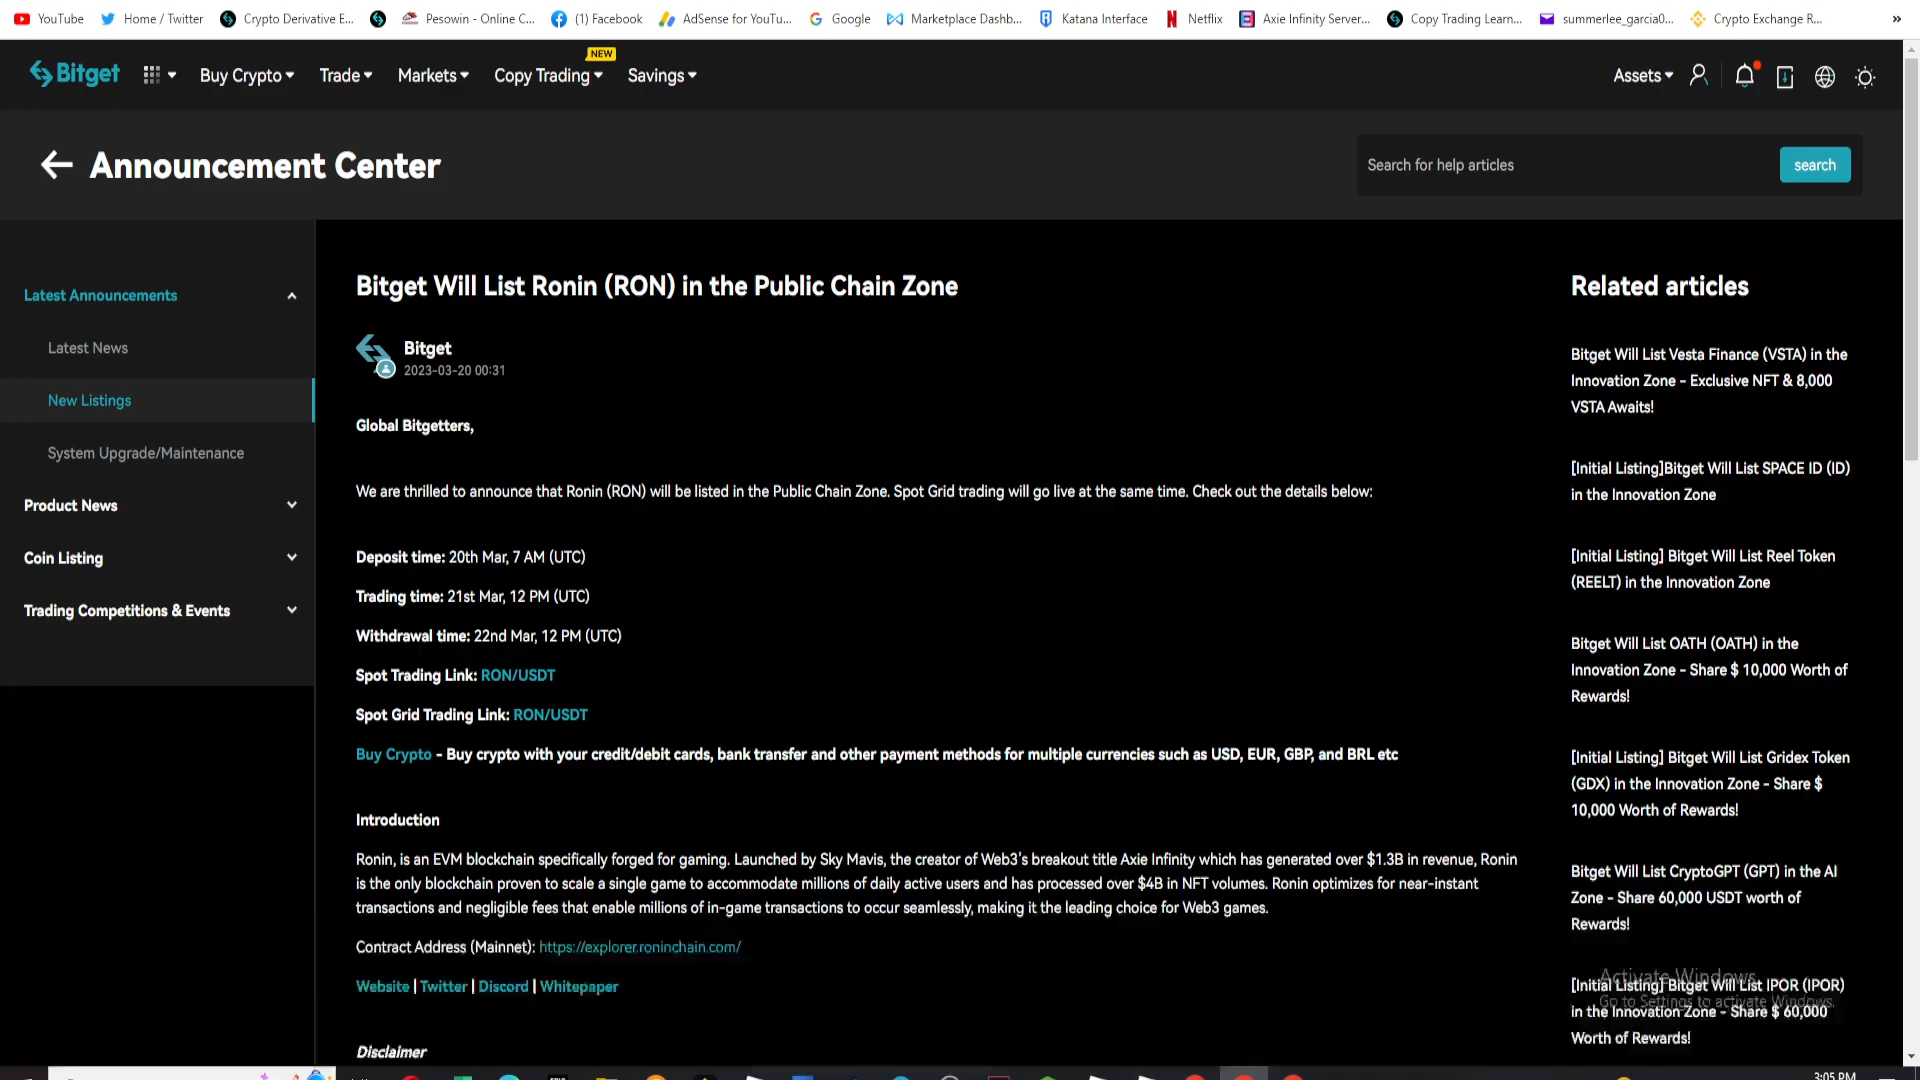 YouTube Home / Twitter Crypto Derivative E... Pesowin - Online C... (1) Facebook AdSense for YouTu... Google Marketplace Dashb... Katana Interface Netflix Axie Infinity Server... Copy Trading Learn... summerlee_garcia0... Crypto Exchange R... »
NEW
Bitget Buy Crypto Trade Markets Copy Trading Savings Assets
Announcement Center
Search for help articles
search
Latest Announcements
Latest News
New Listings
System Upgrade/Maintenance
Product News
Coin Listing
Trading Competitions & Events
Bitget Will List Ronin (RON) in the Public Chain Zone
Bitget
2023-03-20 00:31
Global Bitgetters,
We are thrilled to announce that Ronin (RON) will be listed in the Public Chain Zone. Spot Grid trading will go live at the same time. Check out the details below:
Deposit time: 20th Mar, 7 AM (UTC)
Trading time: 21st Mar, 12 PM (UTC)
Withdrawal time: 22nd Mar, 12 PM (UTC)
Spot Trading Link: RON/USDT
Spot Grid Trading Link: RON/USDT
Buy Crypto - Buy crypto with your credit/debit cards, bank transfer and other payment methods for multiple currencies such as USD, EUR, GBP, and BRL etc
Introduction
Ronin, is an EVM blockchain specifically forged for gaming. Launched by Sky Mavis, the creator of Web3's breakout title Axie Infinity which has generated over $1.3B in revenue, Ronin
is the only blockchain proven to scale a single game to accommodate millions of daily active users and has processed over $4B in NFT volumes. Ronin optimizes for near-instant
transactions and negligible fees that enable millions of in-game transactions to occur seamlessly, making it the leading choice for Web3 games.
Contract Address (Mainnet): https://explorer.roninchain.com/
Website | Twitter | Discord | Whitepaper
Disclaimer
Related articles
Bitget Will List Vesta Finance (VSTA) in the
Innovation Zone - Exclusive NFT & 8,000
VSTA Awaits!
[Initial Listing]Bitget Will List SPACE ID (ID)
in the Innovation Zone
[Initial Listing] Bitget Will List Reel Token
(REELT) in the Innovation Zone
Bitget Will List OATH (OATH) in the
Innovation Zone - Share $ 10,000 Worth of
Rewards!
[Initial Listing] Bitget Will List Gridex Token
(GDX) in the Innovation Zone - Share $
10,000 Worth of Rewards!
Bitget Will List CryptoGPT (GPT) in the AI
Zone - Share 60,000 USDT worth of
Rewards!
Activate Windows
[Initial Listing] Bitget Will List IPOR (IPOR)
Go to Settings to activate Windows.
in the Innovation Zone - Share $ 60,000
Worth of Rewards!
3:05 PM